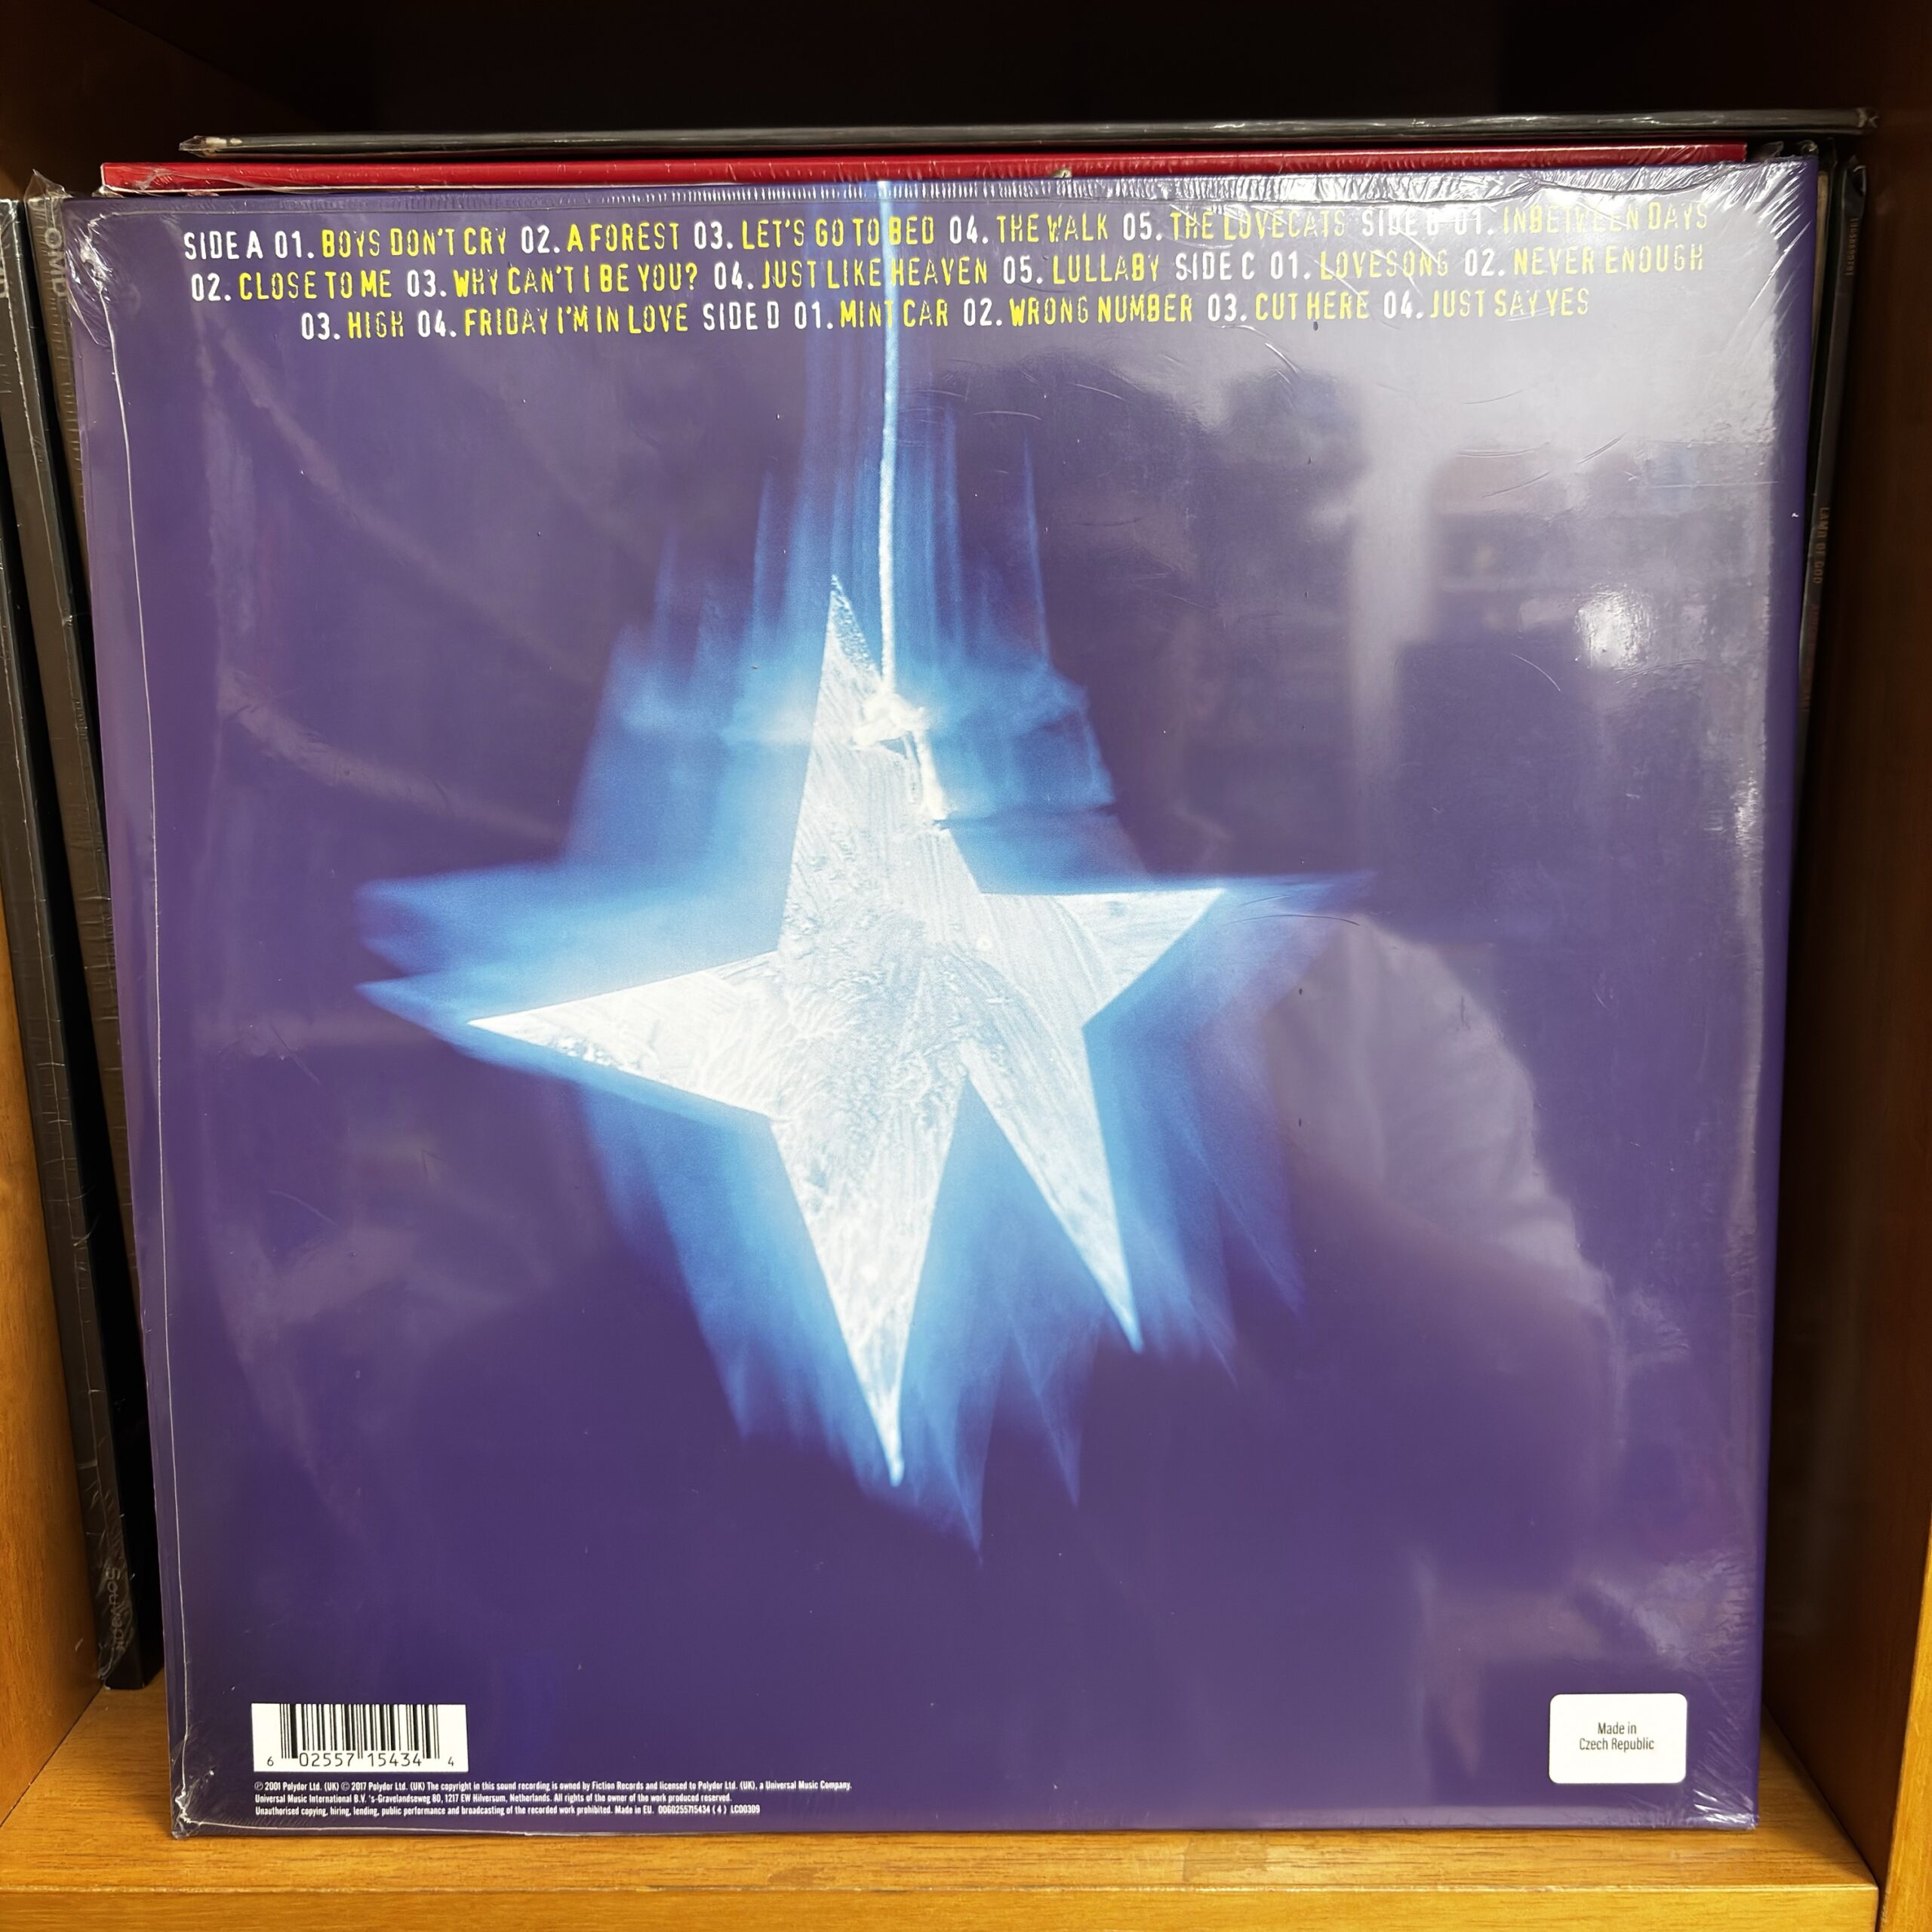 SIDE A 01. BOYS DON'T CRY 02. A FOREST 03. LET'S GO TO BED 04. THE WALK 05. THE LOVECATS SIDE B 01. INBETWEEN DAYS
02. CLOSE TO ME 03. WHY CAN'T I BE YOU? 04. JUST LIKE HEAVEN 05. LULLABY SIDE C 01. LOVESONG 02. NEVER ENOUGH
03. HIGH 04. FRIDAY I'M IN LOVE SIDE D 01. MINT CAR 02. WRONG NUMBER 03. CUT HERE 04. JUST SAY YES
LAMB OF GOD
Made in
Czech Republic
6 02557 15434 4
℗ 2001 Polydor Ltd. (UK) © 2017 Polydor Ltd. (UK) The copyright in this sound recording is owned by Fiction Records and licensed to Polydor Ltd. (UK), a Universal Music Company.
Universal Music International B.V. 's-Gravelandseweg 80, 1217 EW Hilversum, Netherlands. All rights of the owner of the work produced reserved.
Unauthorised copying, hiring, lending, public performance and broadcasting of the recorded work prohibited. Made in EU. 0060255715434 ( 4 ) LC00309